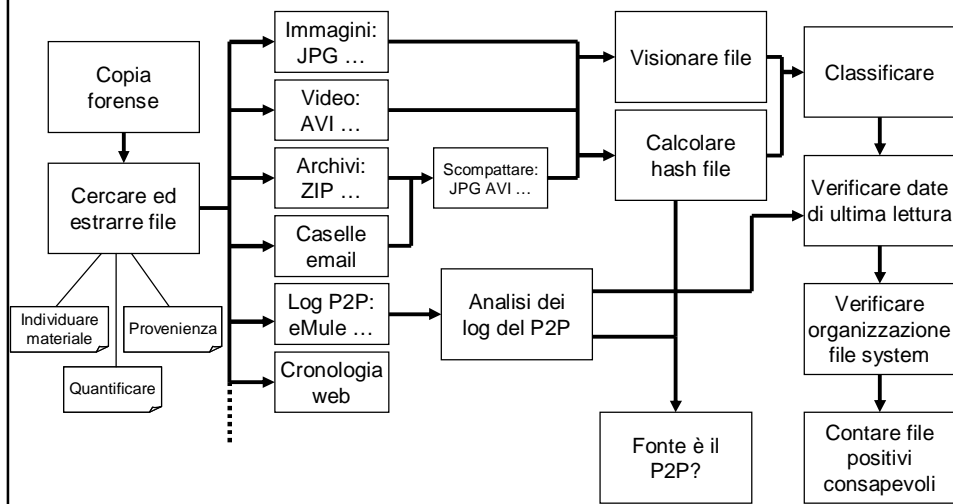 Copia
forense
Cercare ed
estrarre file
Individuare
materiale
Provenienza
Quantificare
Immagini:
JPG …
Video:
AVI …
Archivi:
ZIP …
Caselle
email
Log P2P:
eMule …
Cronologia
web
Scompattare:
JPG AVI …
Analisi dei
log del P2P
Visionare file
Calcolare
hash file
Fonte è il
P2P?
Classificare
Verificare date
di ultima lettura
Verificare
organizzazione
file system
Contare file
positivi
consapevoli